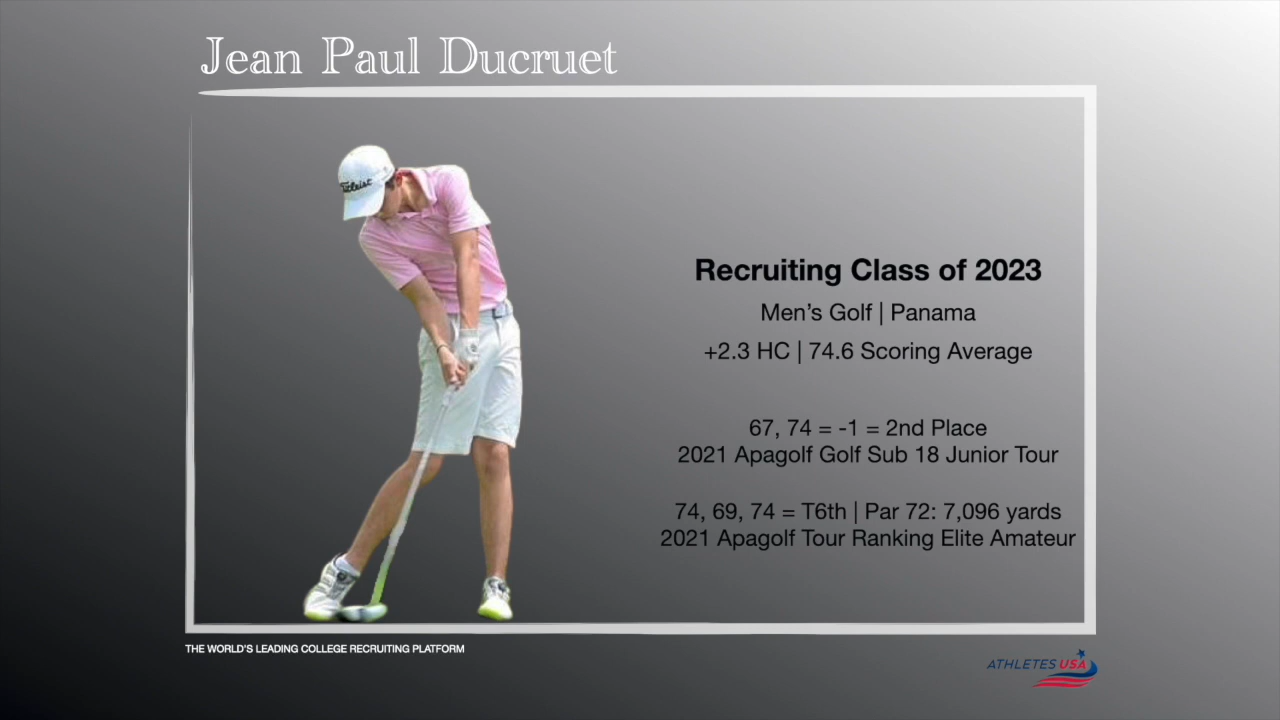 Jean Paul Ducruet
Titleist
Recruiting Class of 2023
Men's Golf | Panama
+2.3 HC | 74.6 Scoring Average
67, 74 = -1 = 2nd Place
2021 Apagolf Golf Sub 18 Junior Tour
74, 69, 74 = T6th | Par 72: 7,096 yards
2021 Apagolf Tour Ranking Elite Amateur
THE WORLD'S LEADING COLLEGE RECRUITING PLATFORM
ATHLETES USA